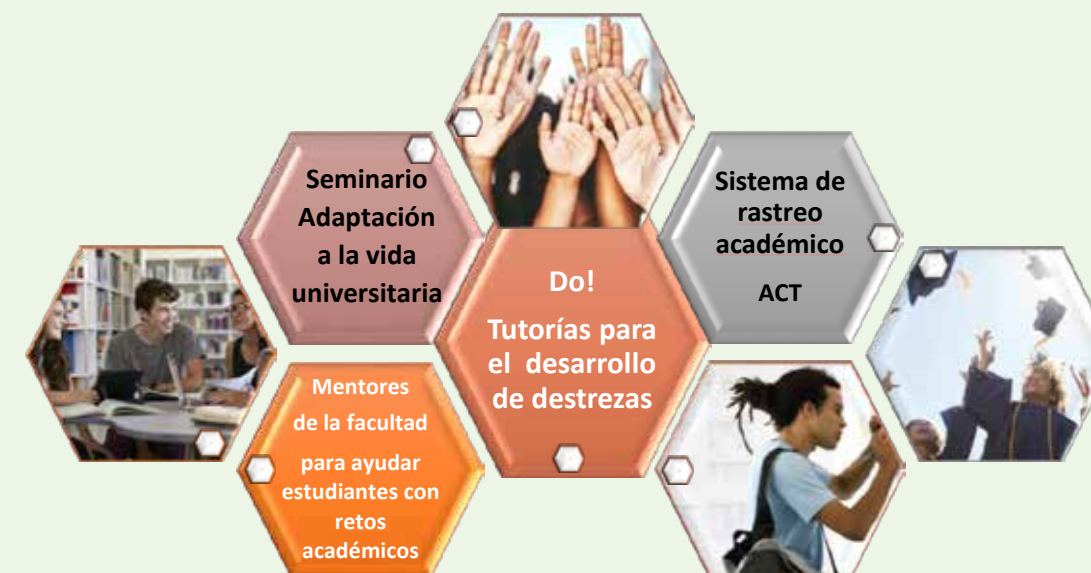 Seminario
Adaptación
a la vida
universitaria
Sistema de
rastreo
académico
ACT
Do!
Tutorías para
el desarrollo
de destrezas
Mentores
de la facultad
para ayudar
estudiantes con
retos
académicos